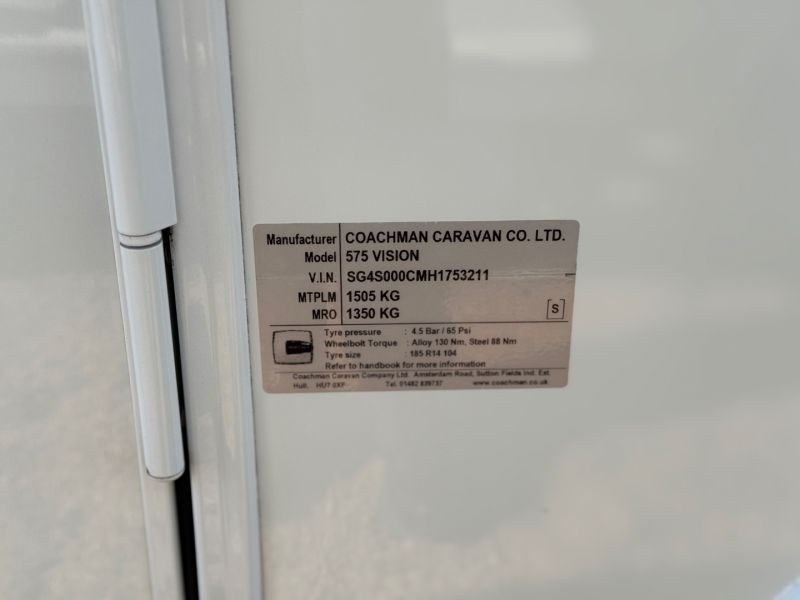 Manufacturer COACHMAN CARAVAN CO. LTD.
Model 575 VISION
V.I.N. SG4S000CMH1753211
MTPLM 1505 KG
MRO 1350 KG [S]
Tyre pressure : 4.5 Bar / 65 Psi
Wheelbolt Torque : Alloy 130 Nm, Steel 88 Nm
Tyre size : 185 R14 104
Refer to handbook for more information
Coachman Caravan Company Ltd. Amsterdam Road, Sutton Fields Ind. Est.
Hull, HU7 0XF Tel. 01482 839737 www.coachman.co.uk